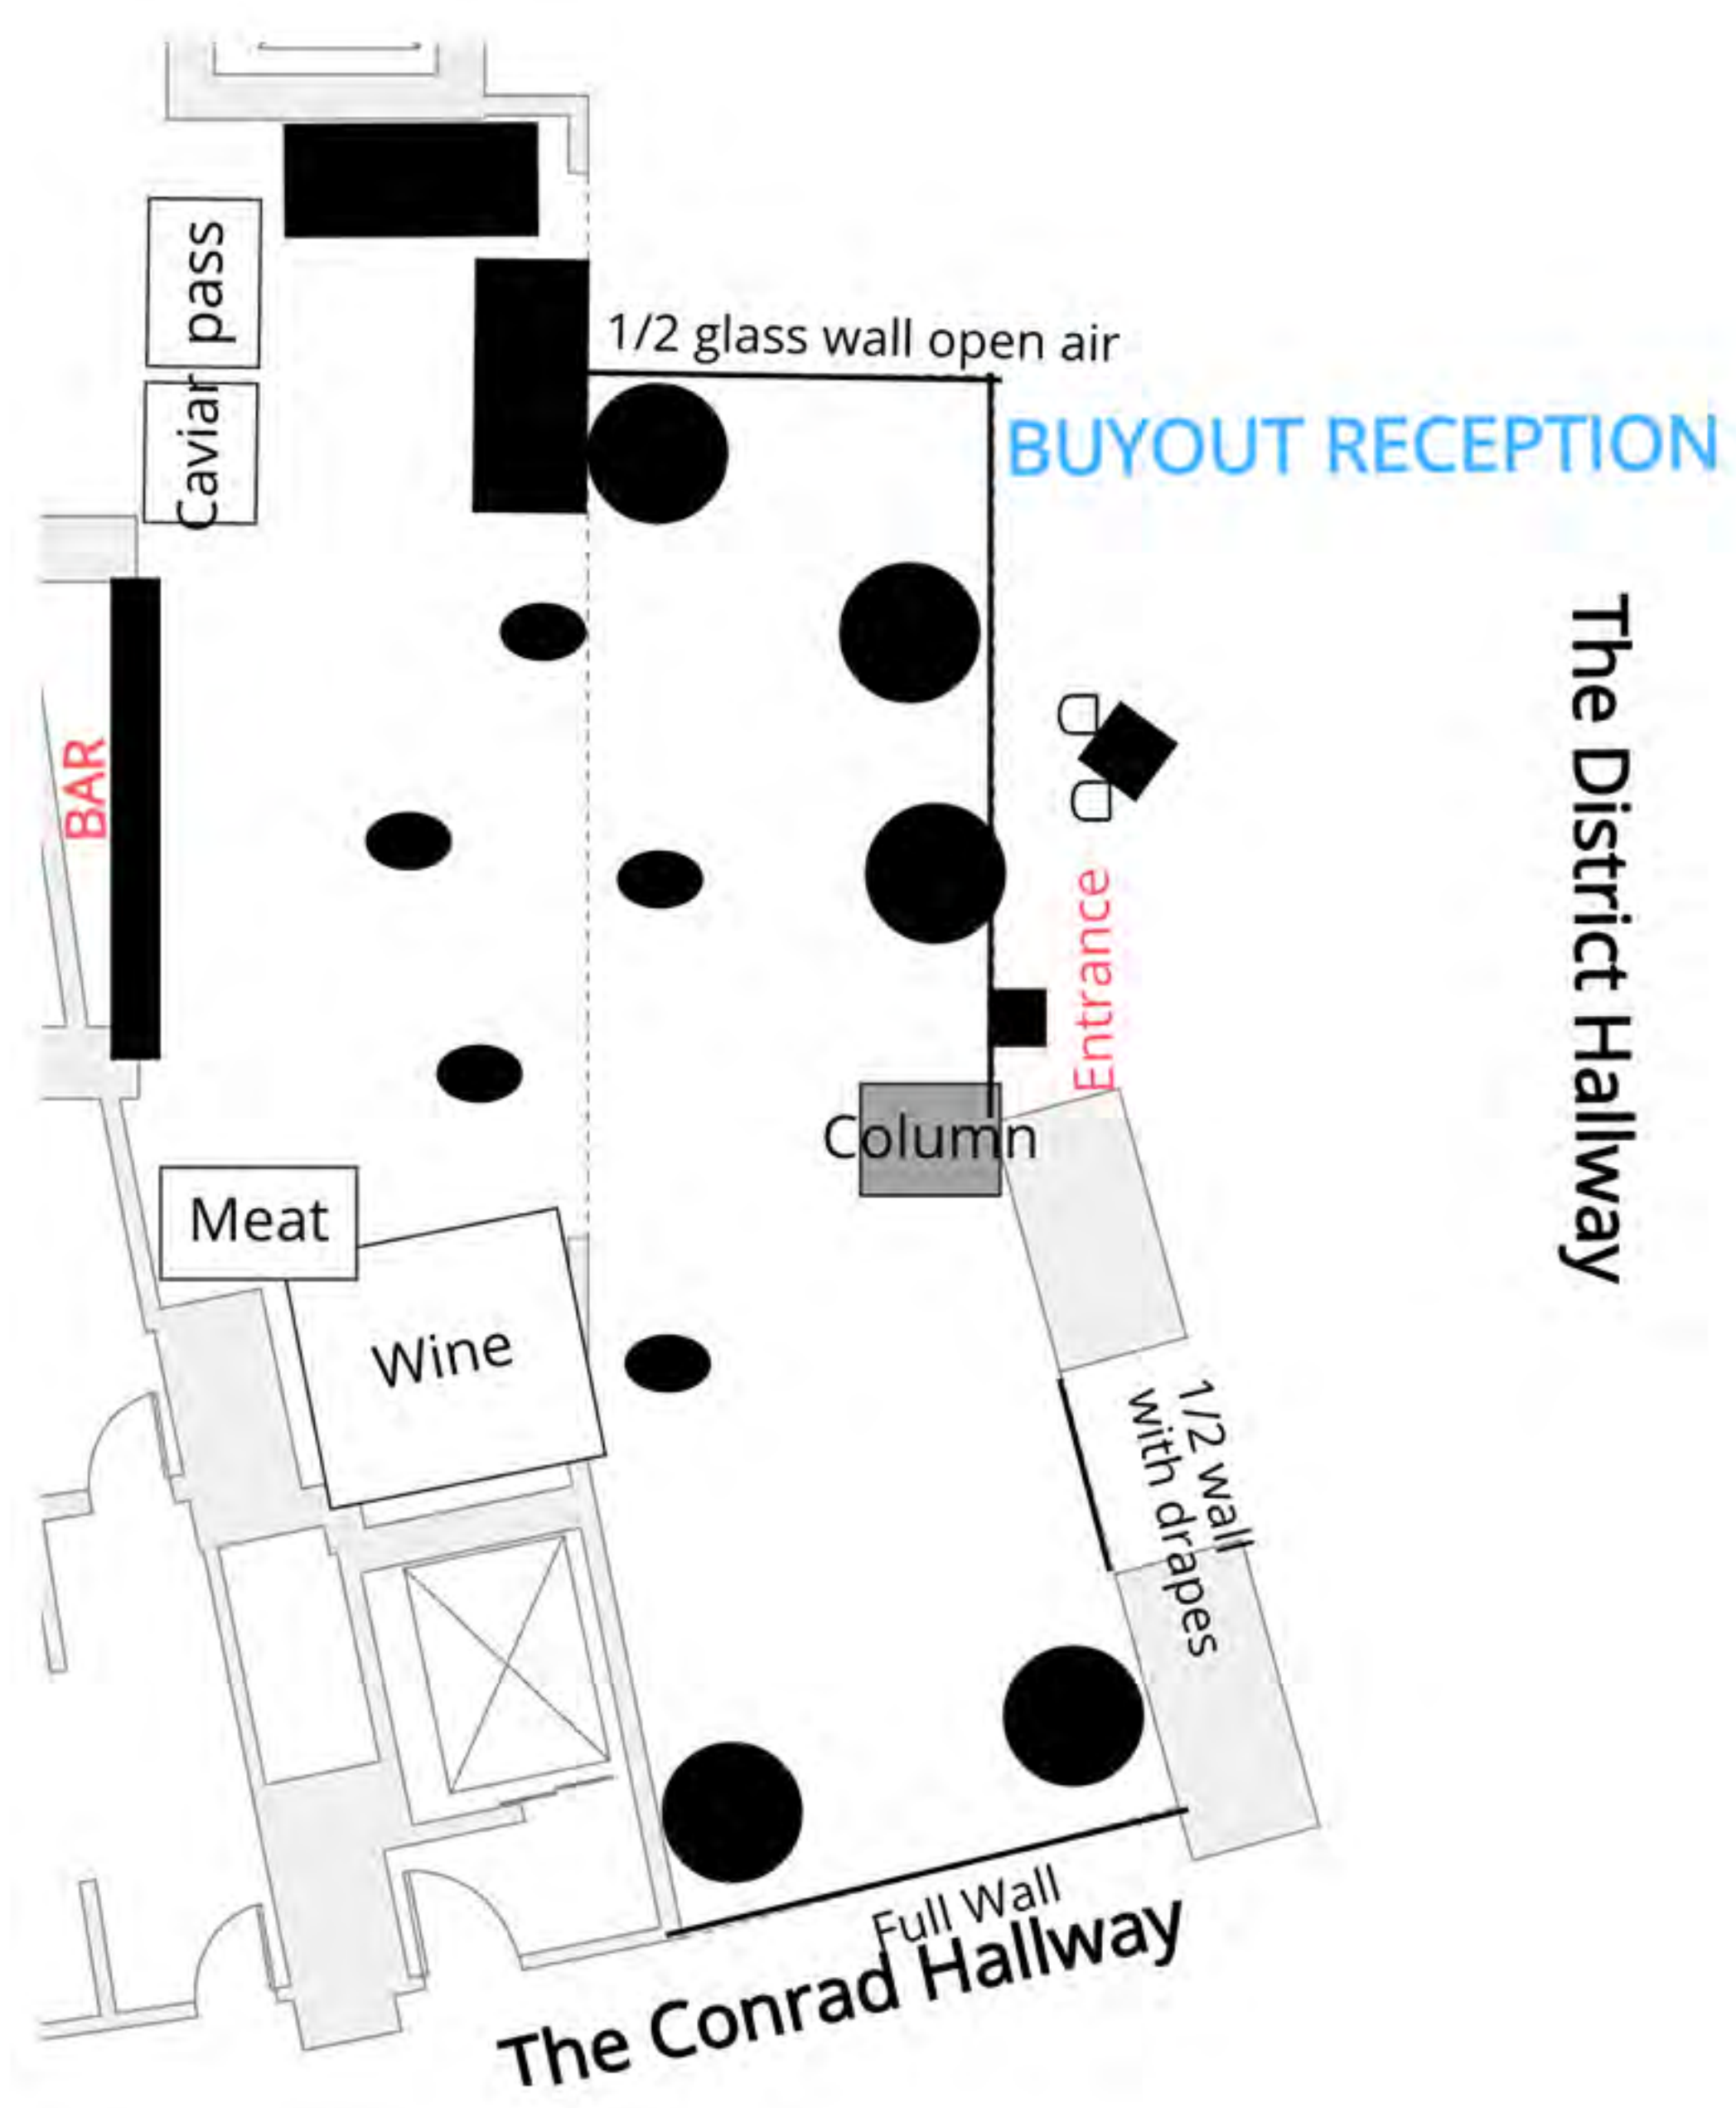 pass
Caviar
1/2 glass wall open air
BUYOUT RECEPTION
The District Hallway
BAR
Entrance
Column
Meat
Wine
1/2 wall
with drapes
Full Wall
The Conrad Hallway